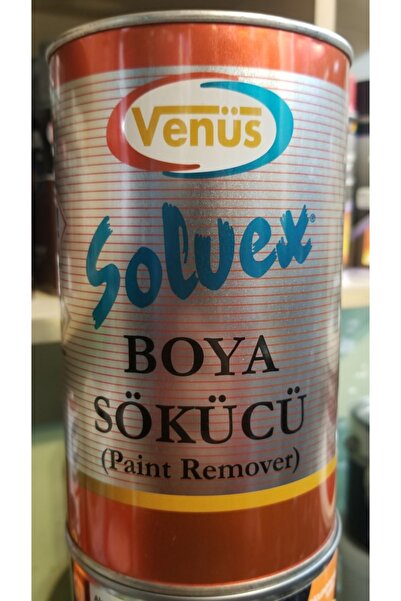 Venüs
Solvex®
BOYA
SÖKÜCÜ
(Paint Remover)